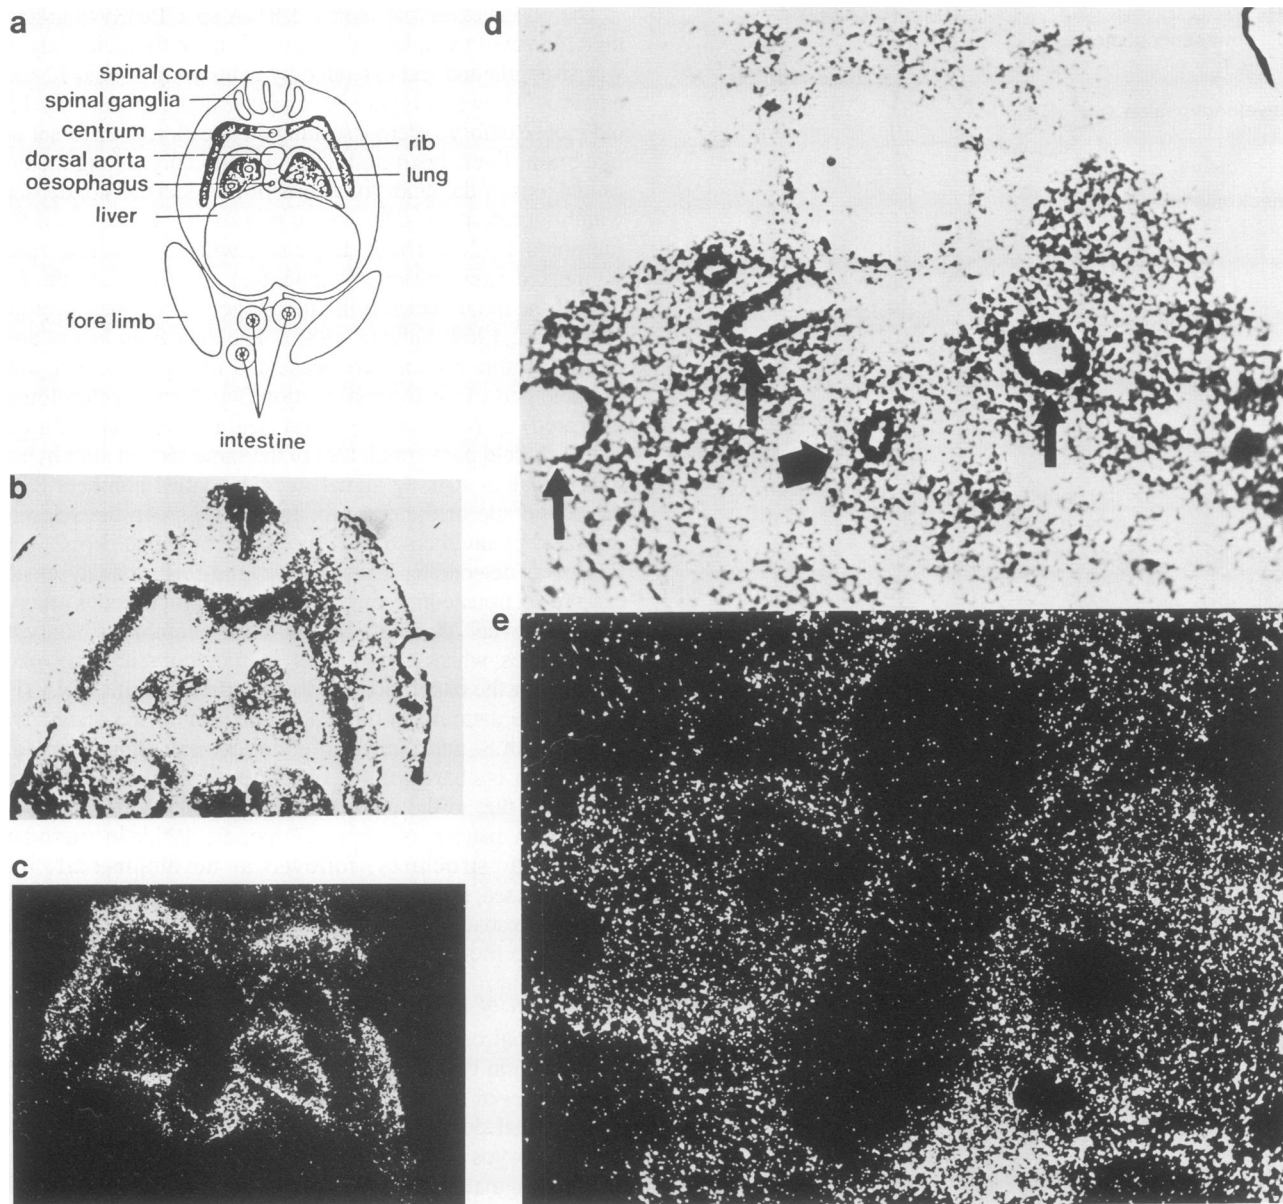 a
spinal cord
spinal ganglia
centrum
rib
dorsal aorta
lung
oesophagus
liver
fore limb
intestine
b
c
d
e